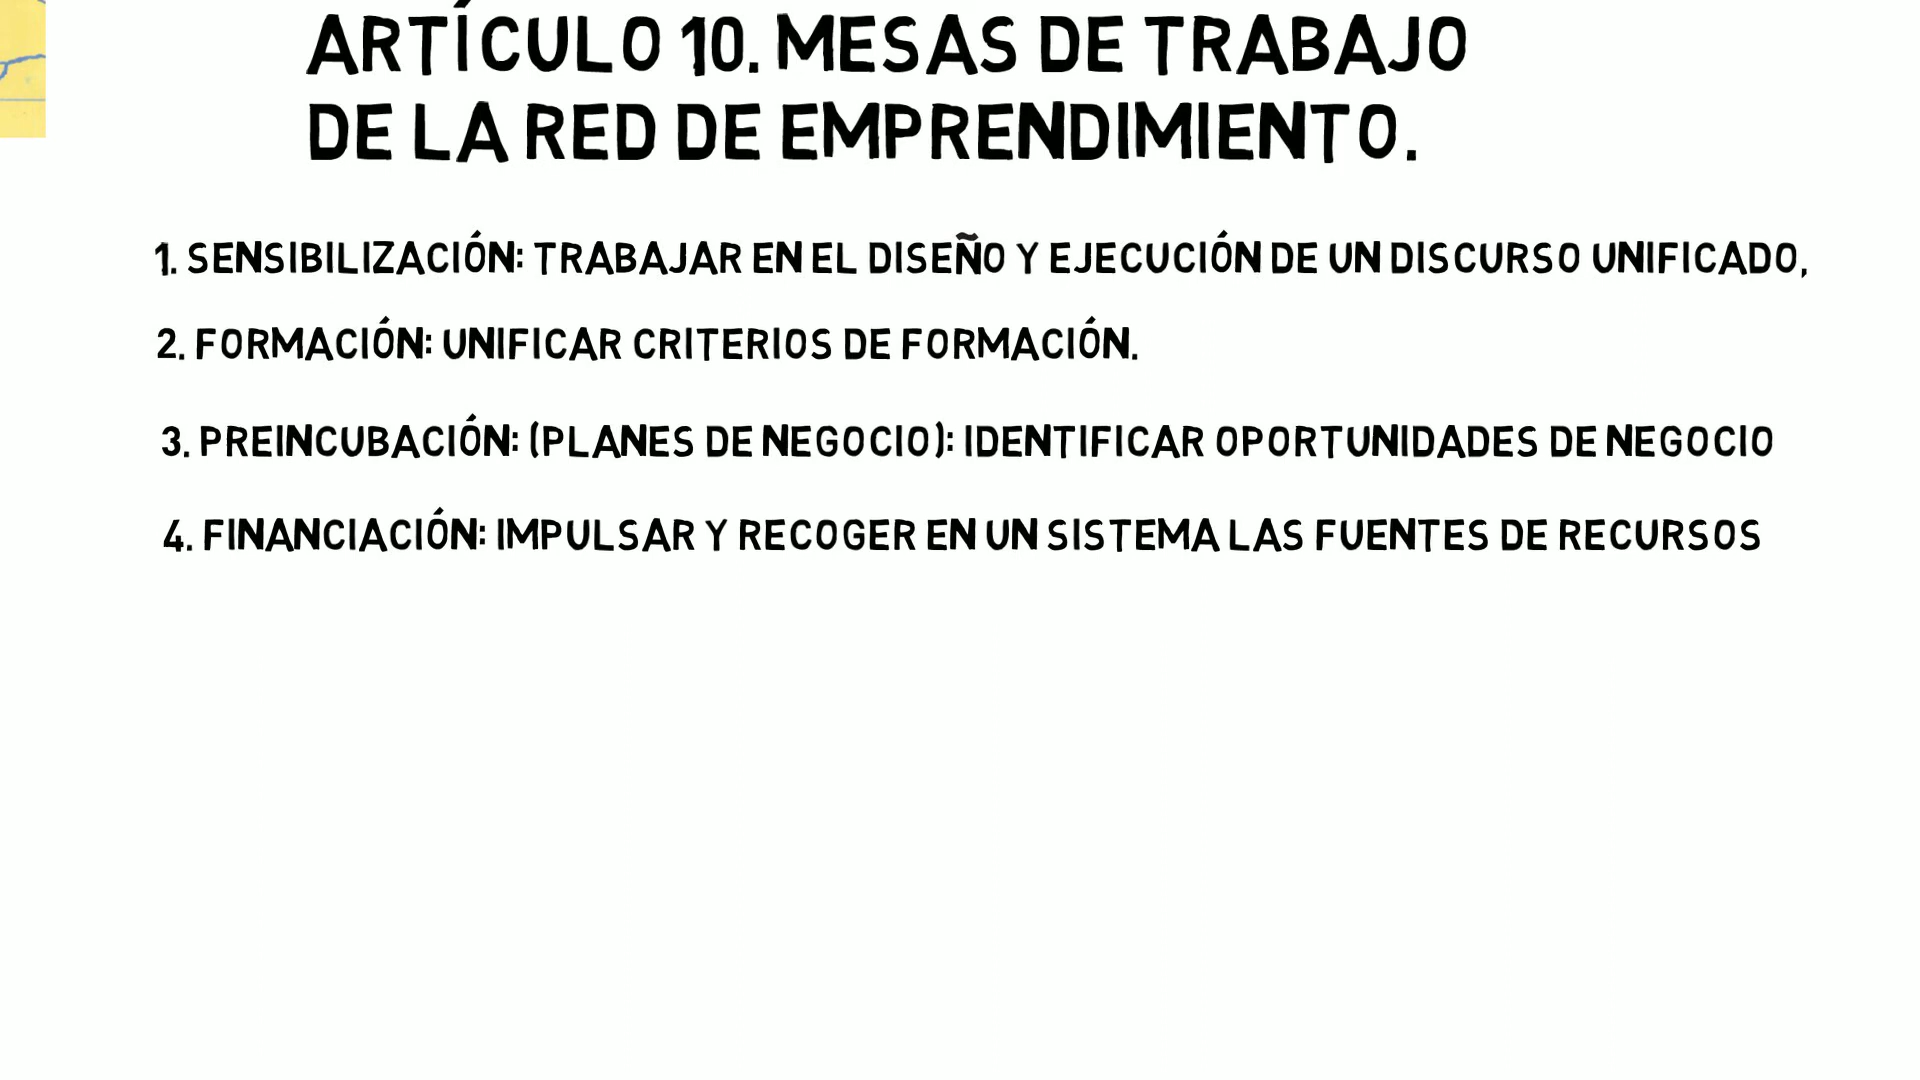 ARTÍCULO 10. MESAS DE TRABAJO
DE LA RED DE EMPRENDIMIENTO.
1. SENSIBILIZACIÓN: TRABAJAR EN EL DISEÑO Y EJECUCIÓN DE UN DISCURSO UNIFICADO,
2. FORMACIÓN: UNIFICAR CRITERIOS DE FORMACIÓN.
3. PREINCUBACIÓN: (PLANES DE NEGOCIO): IDENTIFICAR OPORTUNIDADES DE NEGOCIO
4. FINANCIACIÓN: IMPULSAR Y RECOGER EN UN SISTEMA LAS FUENTES DE RECURSOS